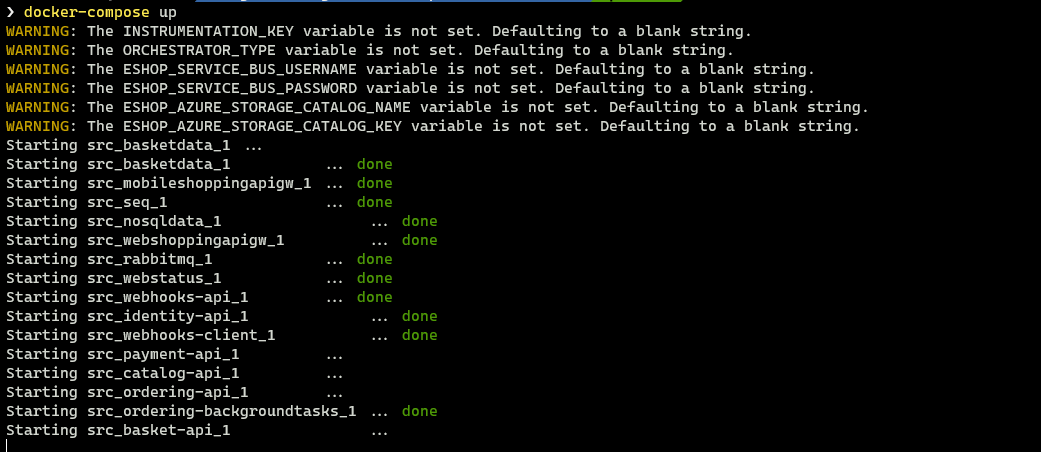 ❯ docker-compose up
WARNING: The INSTRUMENTATION_KEY variable is not set. Defaulting to a blank string.
WARNING: The ORCHESTRATOR_TYPE variable is not set. Defaulting to a blank string.
WARNING: The ESHOP_SERVICE_BUS_USERNAME variable is not set. Defaulting to a blank string.
WARNING: The ESHOP_SERVICE_BUS_PASSWORD variable is not set. Defaulting to a blank string.
WARNING: The ESHOP_AZURE_STORAGE_CATALOG_NAME variable is not set. Defaulting to a blank string.
WARNING: The ESHOP_AZURE_STORAGE_CATALOG_KEY variable is not set. Defaulting to a blank string.
Starting src_basketdata_1 ...
Starting src_basketdata_1 ... done
Starting src_mobileshoppingapigw_1 ... done
Starting src_seq_1 ... done
Starting src_nosqldata_1 ... done
Starting src_webshoppingapigw_1 ... done
Starting src_rabbitmq_1 ... done
Starting src_webstatus_1 ... done
Starting src_webhooks-api_1 ... done
Starting src_identity-api_1 ... done
Starting src_webhooks-client_1 ... done
Starting src_payment-api_1 ...
Starting src_catalog-api_1 ...
Starting src_ordering-api_1 ...
Starting src_ordering-backgroundtasks_1 ... done
Starting src_basket-api_1 ...